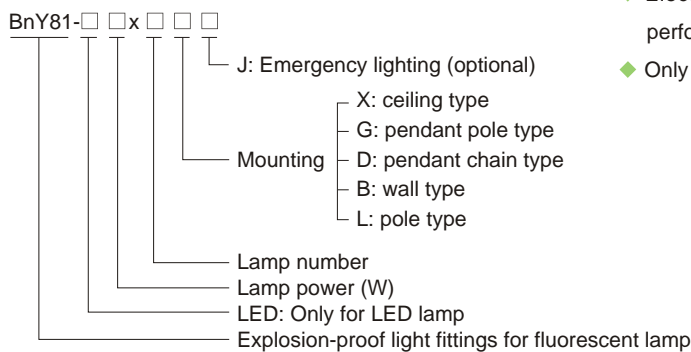 BnY81-□ □x□ □ □
perfo
J: Emergency lighting (optional)
◆ Only
X: ceiling type
G: pendant pole type
Mounting
D: pendant chain type
B: wall type
L: pole type
Lamp number
Lamp power (W)
LED: Only for LED lamp
Explosion-proof light fittings for fluorescent lamp